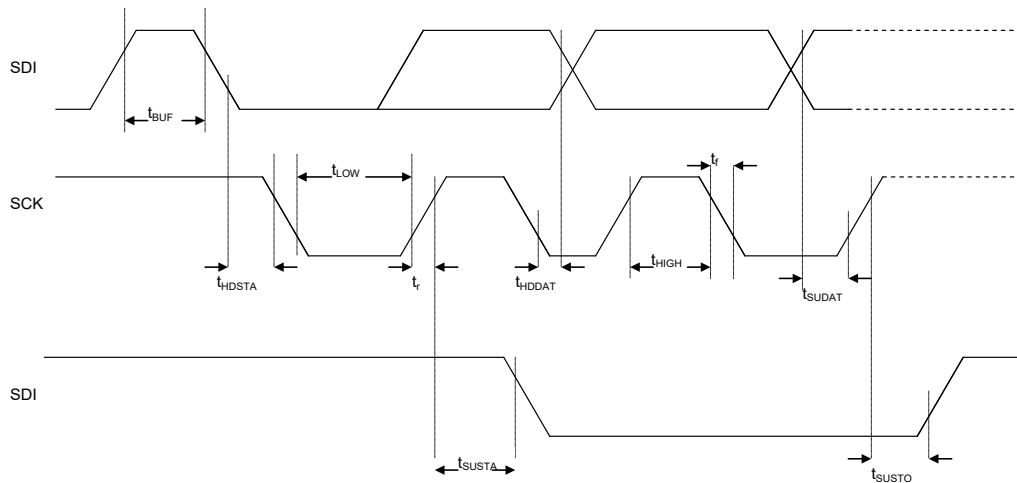 SDI
tBUF
tf
tLOW
SCK
tHDSTA
tr
tHDDAT
tHIGH
tSUDAT
SDI
tSUSTA
tSUSTO